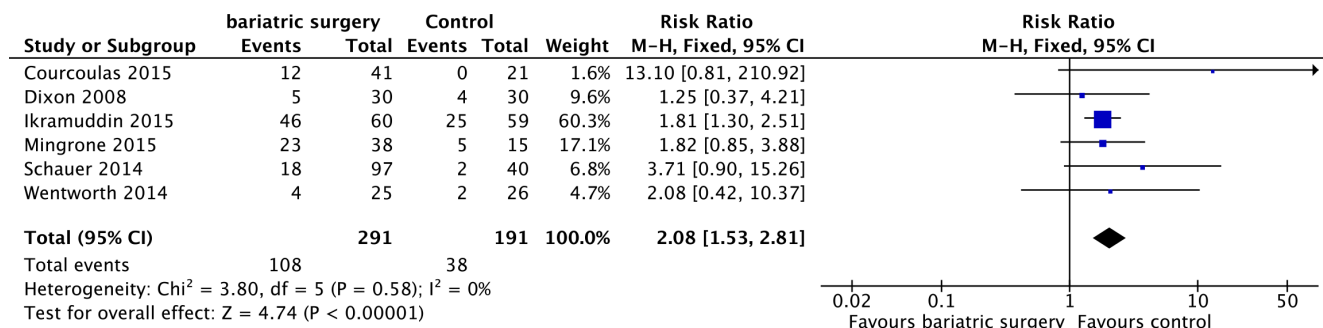 bariatric surgery Control Risk Ratio Risk Ratio
Study or Subgroup Events Total Events Total Weight M-H, Fixed, 95% CI M-H, Fixed, 95% CI
Courcoulas 2015 12 41 0 21 1.6% 13.10 [0.81, 210.92]
Dixon 2008 5 30 4 30 9.6% 1.25 [0.37, 4.21]
Ikramuddin 2015 46 60 25 59 60.3% 1.81 [1.30, 2.51]
Mingrone 2015 23 38 5 15 17.1% 1.82 [0.85, 3.88]
Schauer 2014 18 97 2 40 6.8% 3.71 [0.90, 15.26]
Wentworth 2014 4 25 2 26 4.7% 2.08 [0.42, 10.37]
Total (95% CI) 291 191 100.0% 2.08 [1.53, 2.81]
Total events 108 38
Heterogeneity: Chi² = 3.80, df = 5 (P = 0.58); I² = 0%
Test for overall effect: Z = 4.74 (P < 0.00001)
0.02 0.1 1 10 50
Favours bariatric surgery Favours control